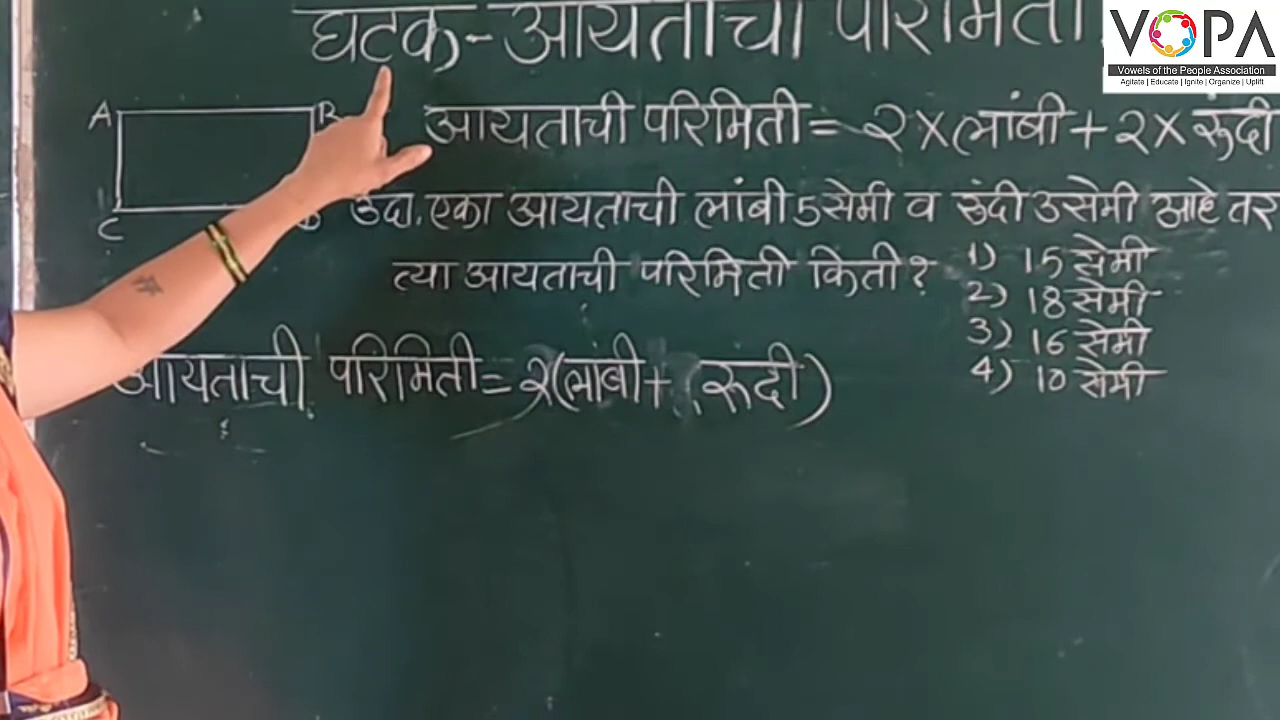 घटक - आयताची परिमिती
VOPA
Vowels of the People Association
Agitate | Educate | Ignite | Organize | Uplift
A B
आयताची परिमिती = २ X लांबी + २ X रुंदी
C
उदा. एका आयताची लांबी 5 सेमी व रुंदी 3 सेमी आहे तर
त्या आयताची परिमिती किती?
1) 15 सेमी
2) 18 सेमी
3) 16 सेमी
4) 10 सेमी
आयताची परिमिती = २ (लांबी + (रुदी)